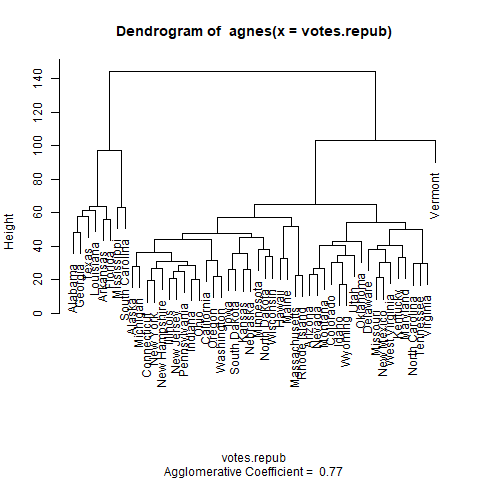 Dendrogram of agnes(x = votes.repub)
Height
140
120
100
80
60
40
20
0
Alabama
Georgia
Texas
Louisiana
Arkansas
Florida
Mississippi
South Carolina
Alaska
Michigan
Connecticut
New York
New Hampshire
Illinois
New Jersey
Pennsylvania
Indiana
Ohio
California
Oregon
Washington
Iowa
South Dakota
Kansas
Nebraska
Minnesota
North Dakota
Wisconsin
Hawaii
Maine
Massachusetts
Rhode Island
Arizona
Nevada
Montana
Colorado
Idaho
Wyoming
Utah
Oklahoma
Delaware
Missouri
New Mexico
West Virginia
Kentucky
Maryland
North Carolina
Tennessee
Virginia
Vermont
votes.repub
Agglomerative Coefficient = 0.77